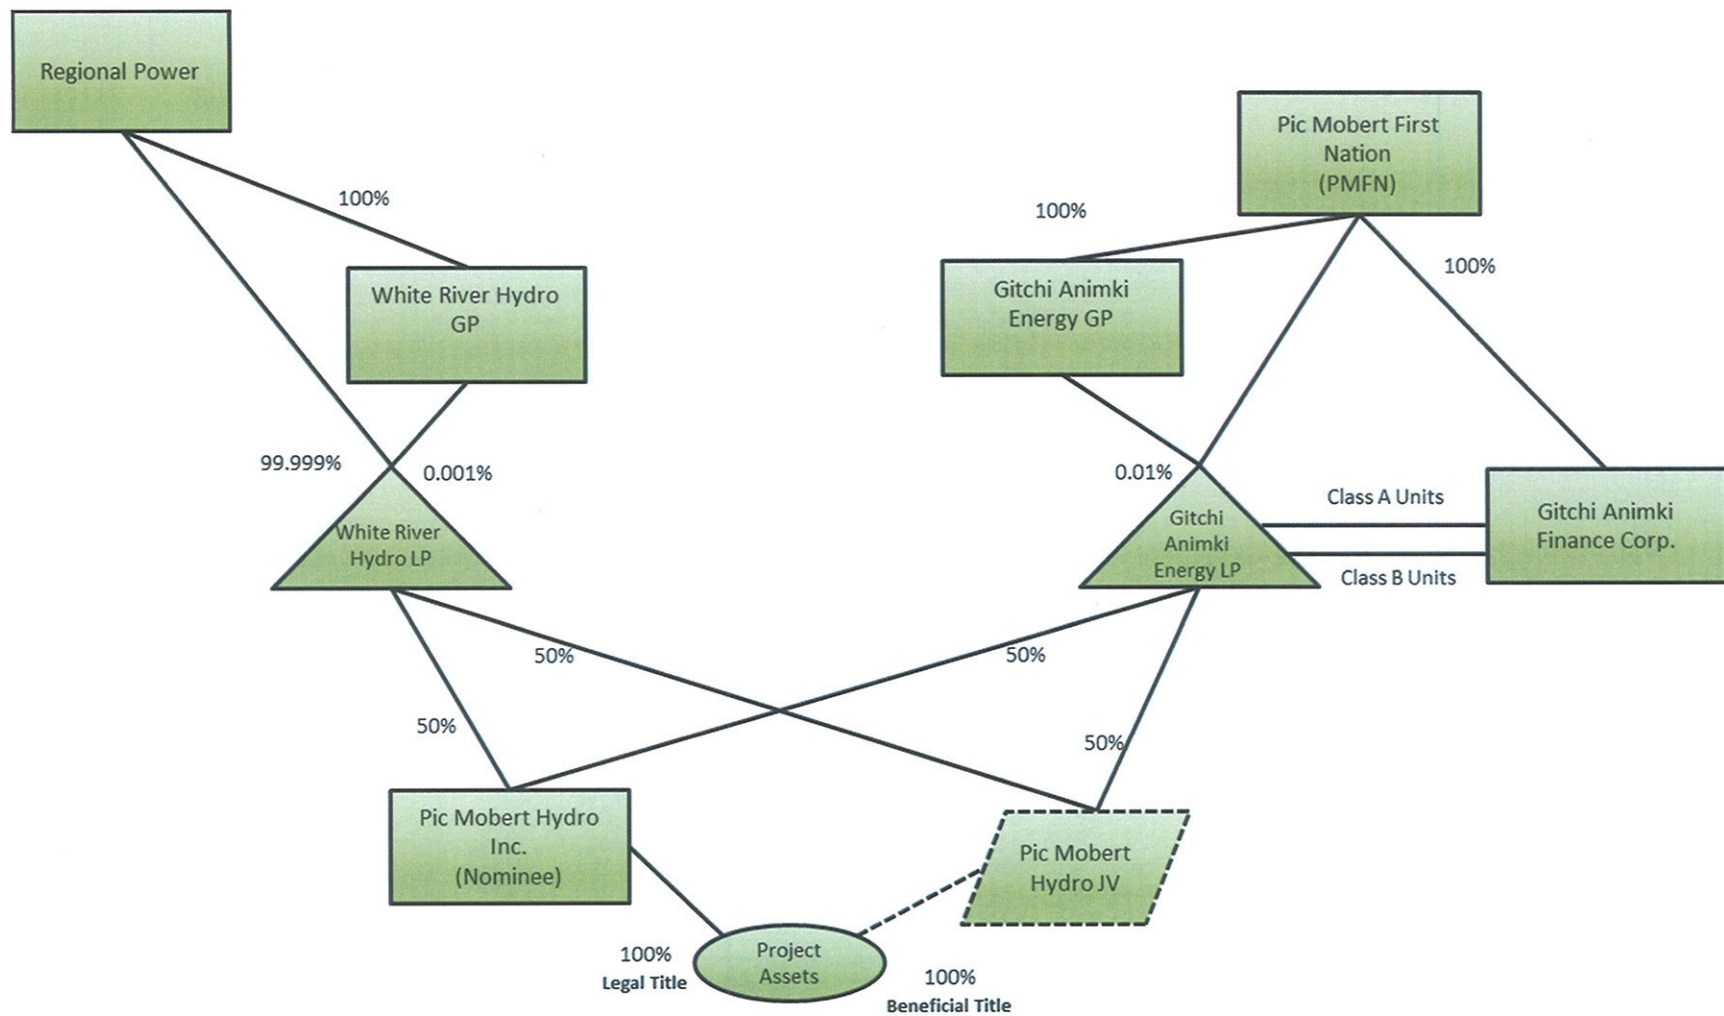 Regional Power
Pic Mobert First
Nation
(PMFN)
100%
100%
100%
White River Hydro
GP
Gitchi Animki
Energy GP
99.999%
0.001%
0.01%
White River
Hydro LP
Gitchi
Animki
Energy LP
Class A Units
Class B Units
Gitchi Animki
Finance Corp.
50%
50%
50%
50%
Pic Mobert Hydro
Inc.
(Nominee)
Pic Mobert
Hydro JV
100%
Legal Title
Project
Assets
100%
Beneficial Title